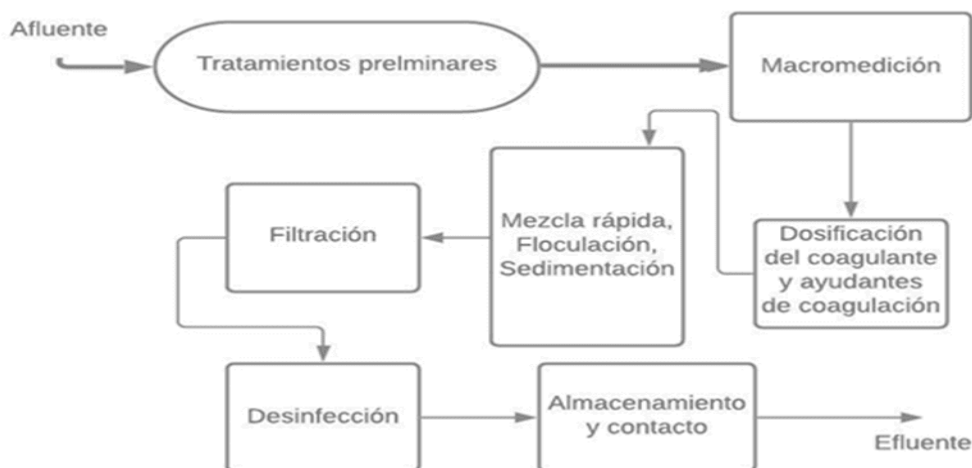 Afluente
Tratamientos prelminares
Macromedición
Dosificación
del coagulante
y ayudantes
de coagulación
Mezcla rápida,
Floculación,
Sedimentación
Filtración
Desinfección
Almacenamiento
y contacto
Efluente